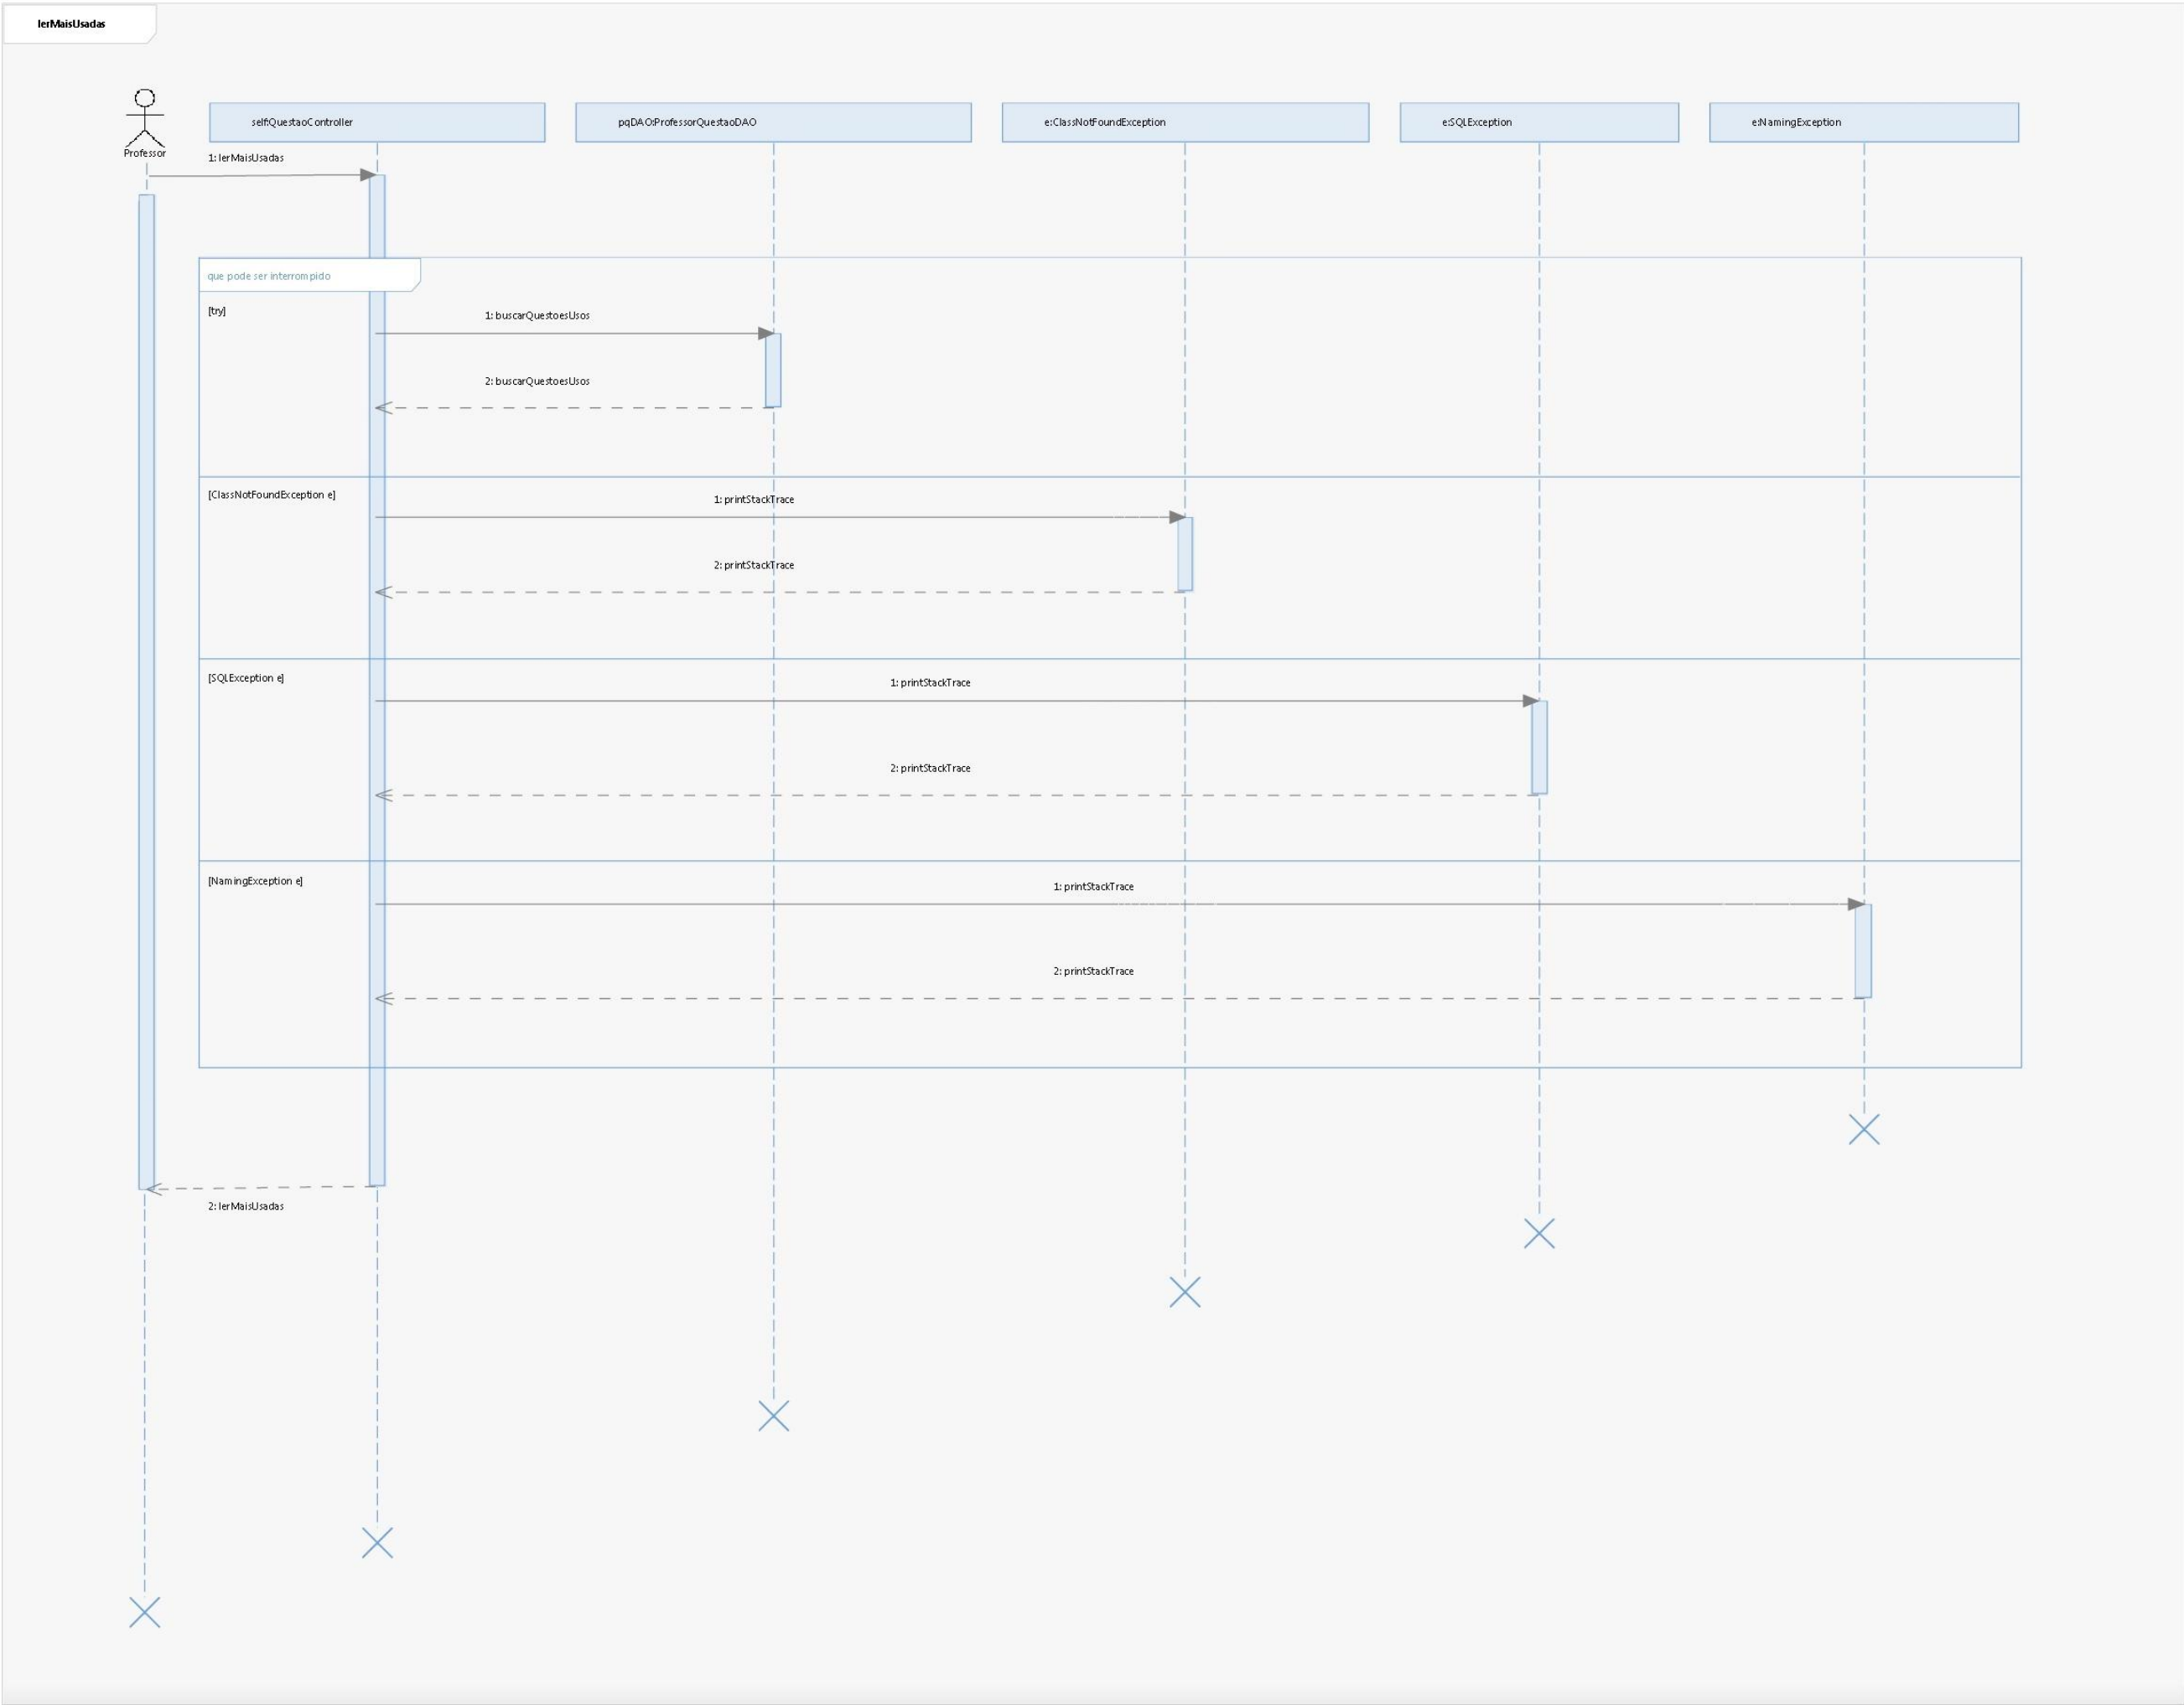 lerMaisUsadas
Professor
self:QuestaoController
pqDAO:ProfessorQuestaoDAO
e:ClassNotFoundException
e:SQLException
e:NamingException
1: lerMaisUsadas
que pode ser interrompido
[try]
1: buscarQuestoesUsos
2: buscarQuestoesUsos
[ClassNotFoundException e]
1: printStackTrace
2: printStackTrace
[SQLException e]
1: printStackTrace
2: printStackTrace
[NamingException e]
1: printStackTrace
2: printStackTrace
2: lerMaisUsadas